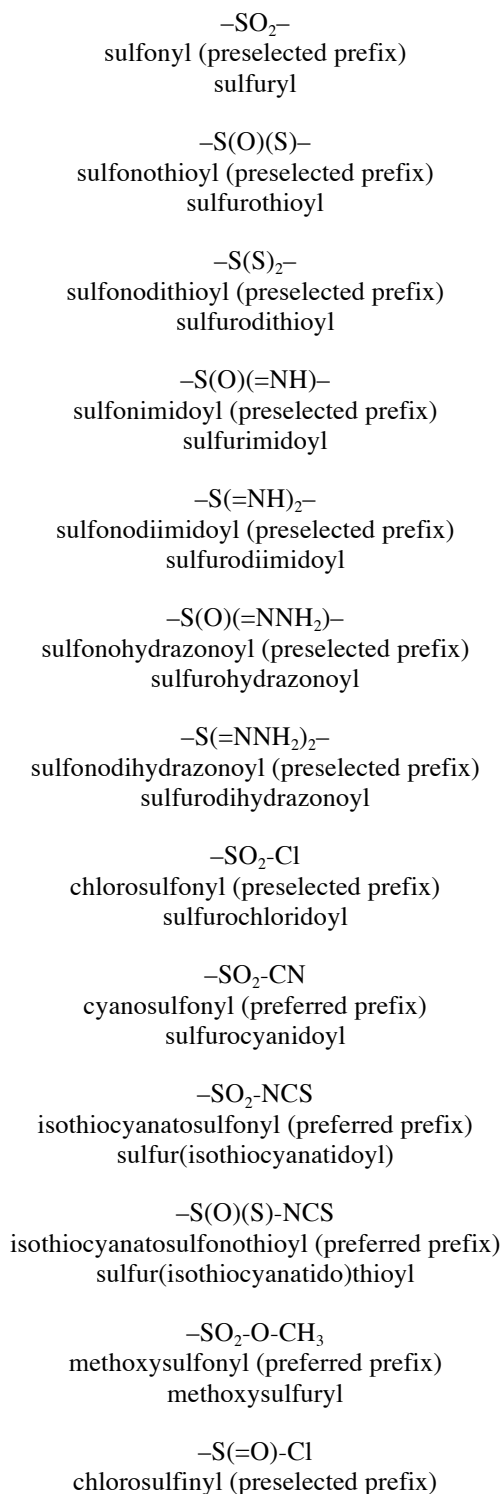 –SO₂–
sulfonyl (preselected prefix)
sulfuryl
–S(O)(S)–
sulfonothioyl (preselected prefix)
sulfurothioyl
–S(S)₂–
sulfonodithioyl (preselected prefix)
sulfurodithioyl
–S(O)(=NH)–
sulfonimidoyl (preselected prefix)
sulfurimidoyl
–S(=NH)₂–
sulfonodiimidoyl (preselected prefix)
sulfurodiimidoyl
–S(O)(=NNH₂)–
sulfonohydrazonoyl (preselected prefix)
sulfurohydrazonoyl
–S(=NNH₂)₂–
sulfonodihydrazonoyl (preselected prefix)
sulfurodihydrazonoyl
–SO₂-Cl
chlorosulfonyl (preselected prefix)
sulfurochloridoyl
–SO₂-CN
cyanosulfonyl (preferred prefix)
sulfurocyanidoyl
–SO₂-NCS
isothiocyanatosulfonyl (preferred prefix)
sulfur(isothiocyanatidoyl)
–S(O)(S)-NCS
isothiocyanatosulfonothioyl (preferred prefix)
sulfur(isothiocyanatido)thioyl
–SO₂-O-CH₃
methoxysulfonyl (preferred prefix)
methoxysulfuryl
–S(=O)-Cl
chlorosulfinyl (preselected prefix)